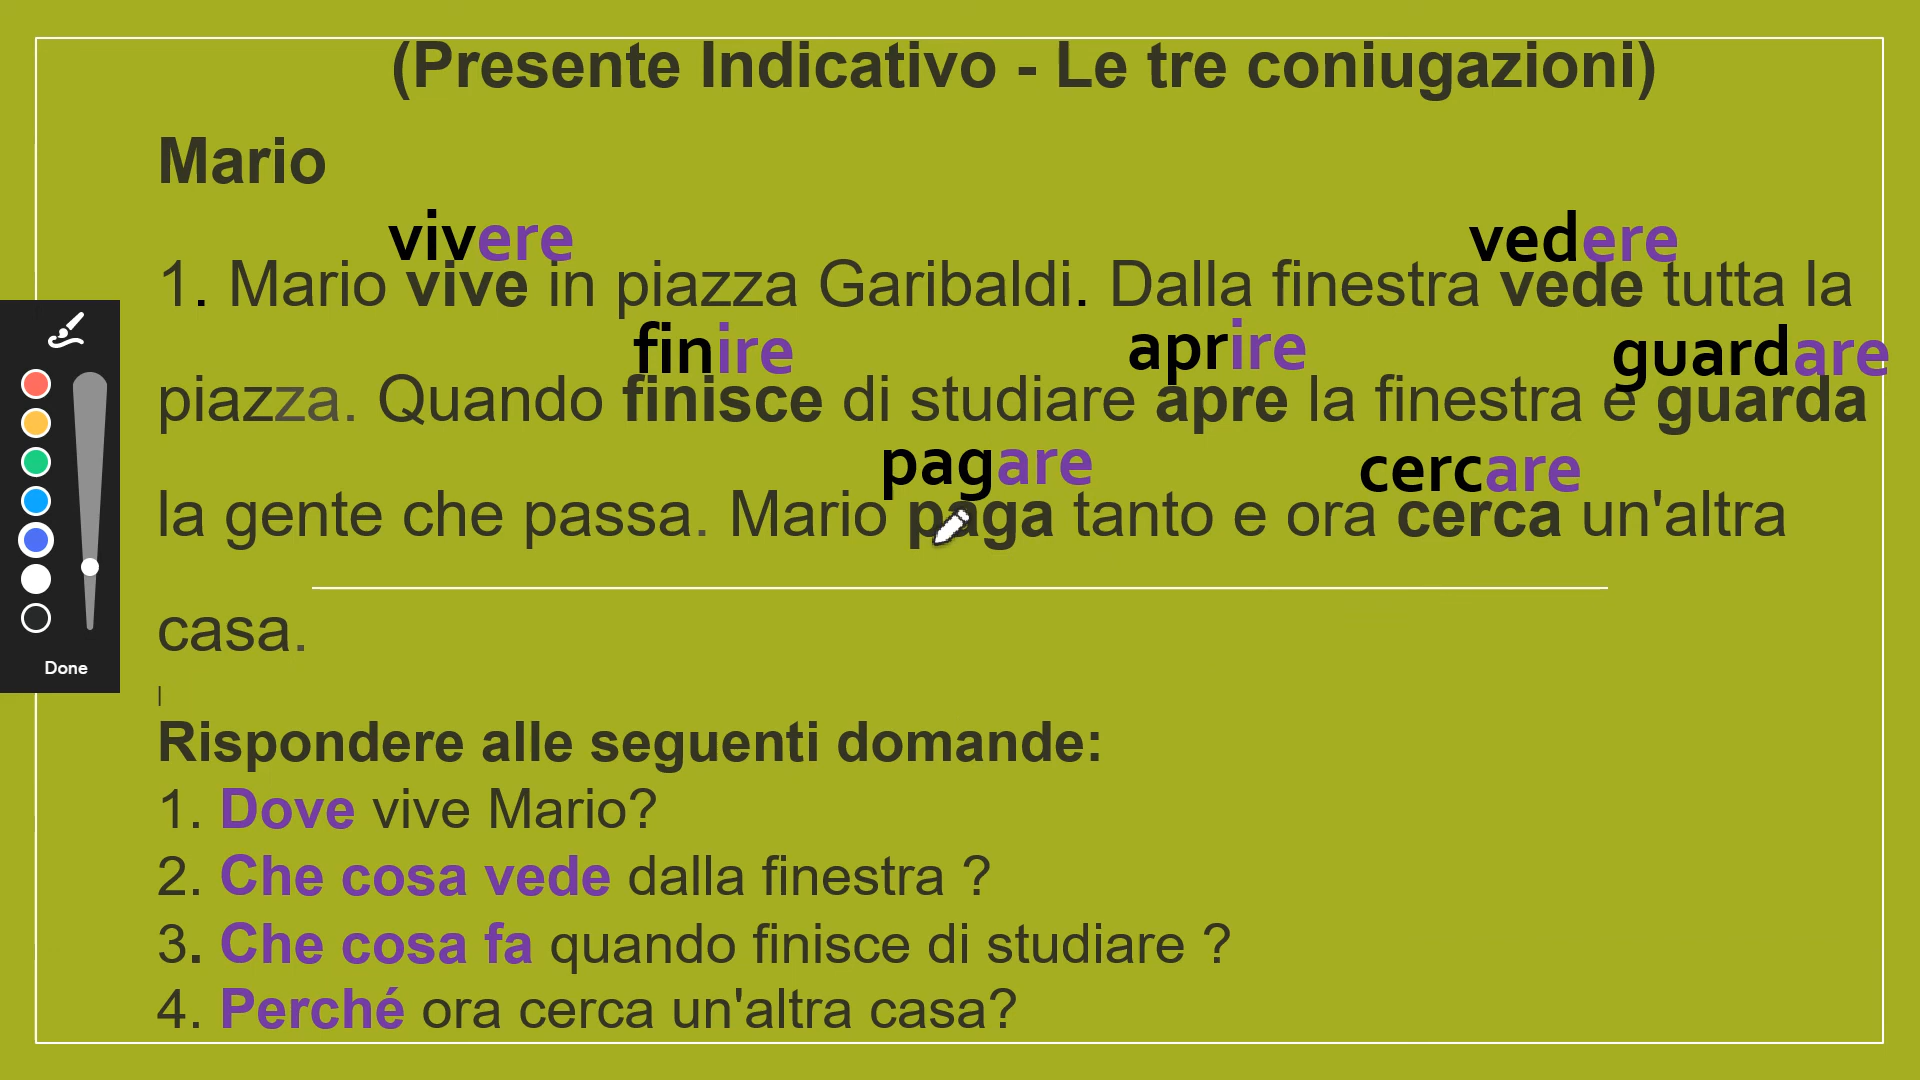 (Presente Indicativo - Le tre coniugazioni)
Mario
vivere vedere
1. Mario vive in piazza Garibaldi. Dalla finestra vede tutta la
finire aprire guardare
piazza. Quando finisce di studiare apre la finestra e guarda
pagare cercare
la gente che passa. Mario paga tanto e ora cerca un'altra
casa.
Rispondere alle seguenti domande:
1. Dove vive Mario?
2. Che cosa vede dalla finestra ?
3. Che cosa fa quando finisce di studiare ?
4. Perché ora cerca un'altra casa?
Done